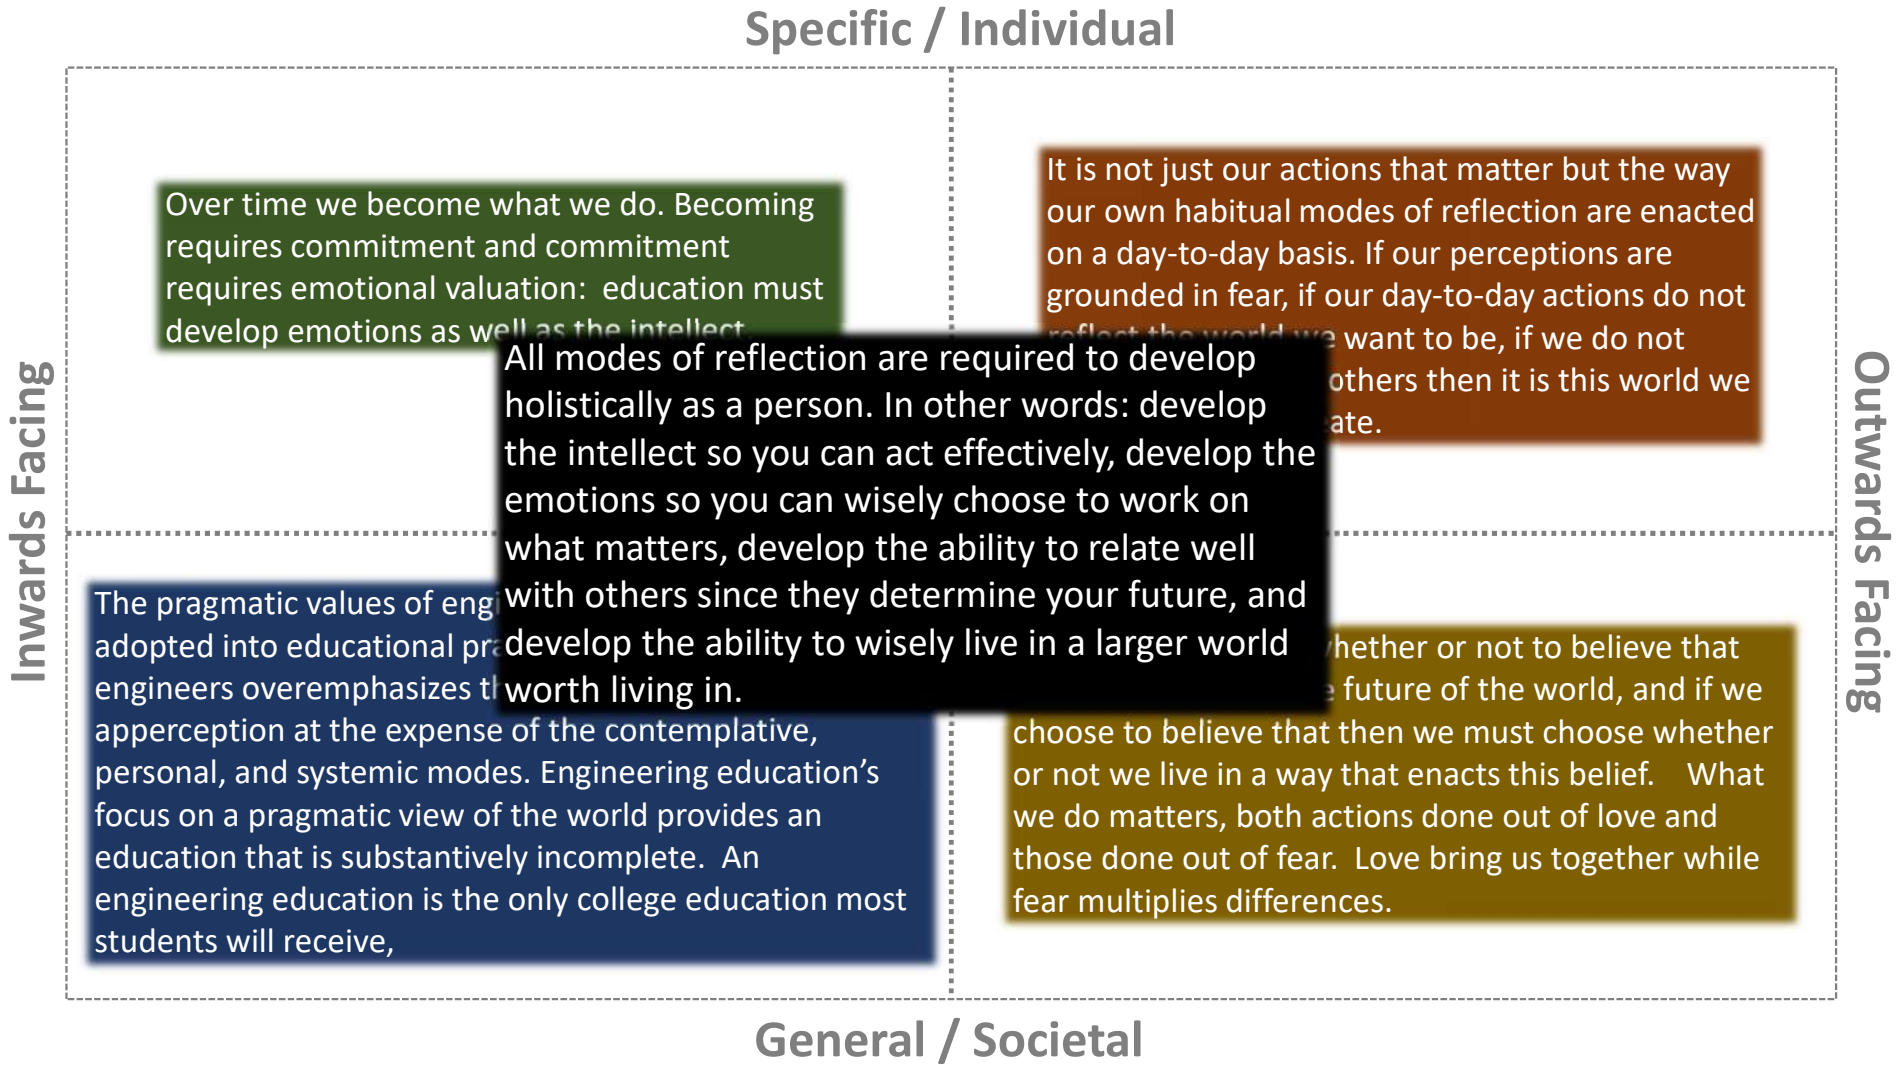 Specific / Individual
Inwards Facing
Over time we become what we do. Becoming
requires commitment and commitment
requires emotional valuation:  education must
develop emotions as well as the intellect.
It is not just our actions that matter but the way
our own habitual modes of reflection are enacted
on a day-to-day basis. If our perceptions are
grounded in fear, if our day-to-day actions do not
reflect the world we want to be, if we do not
others then it is this world we
All modes of reflection are required to develop
holistically as a person. In other words: develop
the intellect so you can act effectively, develop the
emotions so you can wisely choose to work on
what matters, develop the ability to relate well
with others since they determine your future, and
develop the ability to wisely live in a larger world
worth living in.
The pragmatic values of
adopted into educational
engineers overemphasizes
apperception at the expense of the contemplative,
personal, and systemic modes. Engineering education’s
focus on a pragmatic view of the world provides an
education that is substantively incomplete.  An
engineering education is the only college education most
students will receive,
or not to believe that
future of the world, and if we
choose to believe that then we must choose whether
or not we live in a way that enacts this belief.    What
we do matters, both actions done out of love and
those done out of fear.  Love bring us together while
fear multiplies differences.
Outwards Facing
General / Societal